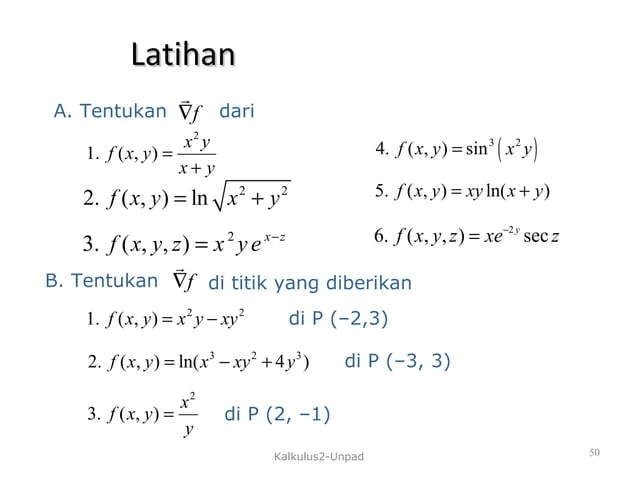 Latihan
A. Tentukan ∇⃗f dari
1. f(x, y) = x²y / (x + y)
2. f(x, y) = ln √(x² + y²)
3. f(x, y, z) = x² y e^(x−z)
4. f(x, y) = sin³(x²y)
5. f(x, y) = xy ln(x + y)
6. f(x, y, z) = xe^(−2y) sec z
B. Tentukan ∇⃗f di titik yang diberikan
1. f(x, y) = x²y − xy² di P (–2,3)
2. f(x, y) = ln(x³ − xy² + 4y³) di P (–3, 3)
3. f(x, y) = x² / y di P (2, –1)
Kalkulus2-Unpad
50